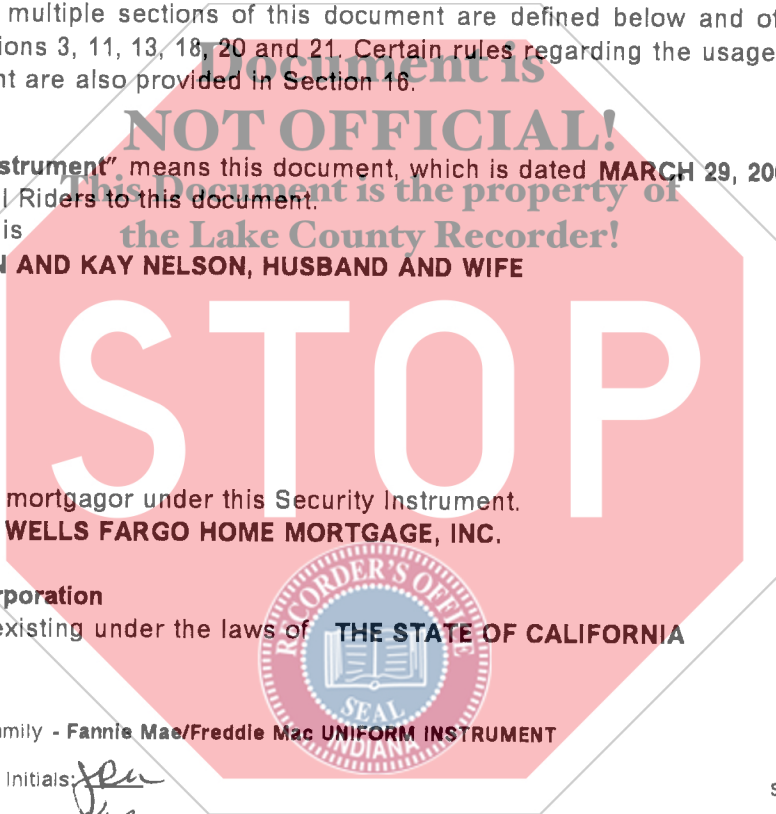 multiple sections of this document are defined below and
ions 3, 11, 13, 18, 20 and 21. Certain rules regarding the usage
nt are also provided in Section 16.
Document is
NOT OFFICIAL!
This Document is the property of
the Lake County Recorder!
strument" means this document, which is dated MARCH 29, 20
l Riders to this document.
is
N AND KAY NELSON, HUSBAND AND WIFE
STOP
mortgagor under this Security Instrument.
WELLS FARGO HOME MORTGAGE, INC.
rporation
existing under the laws of THE STATE OF CALIFORNIA
RECORDER'S OFFICE
SEAL
INDIANA
amily - Fannie Mae/Freddie Mac UNIFORM INSTRUMENT
Initials: